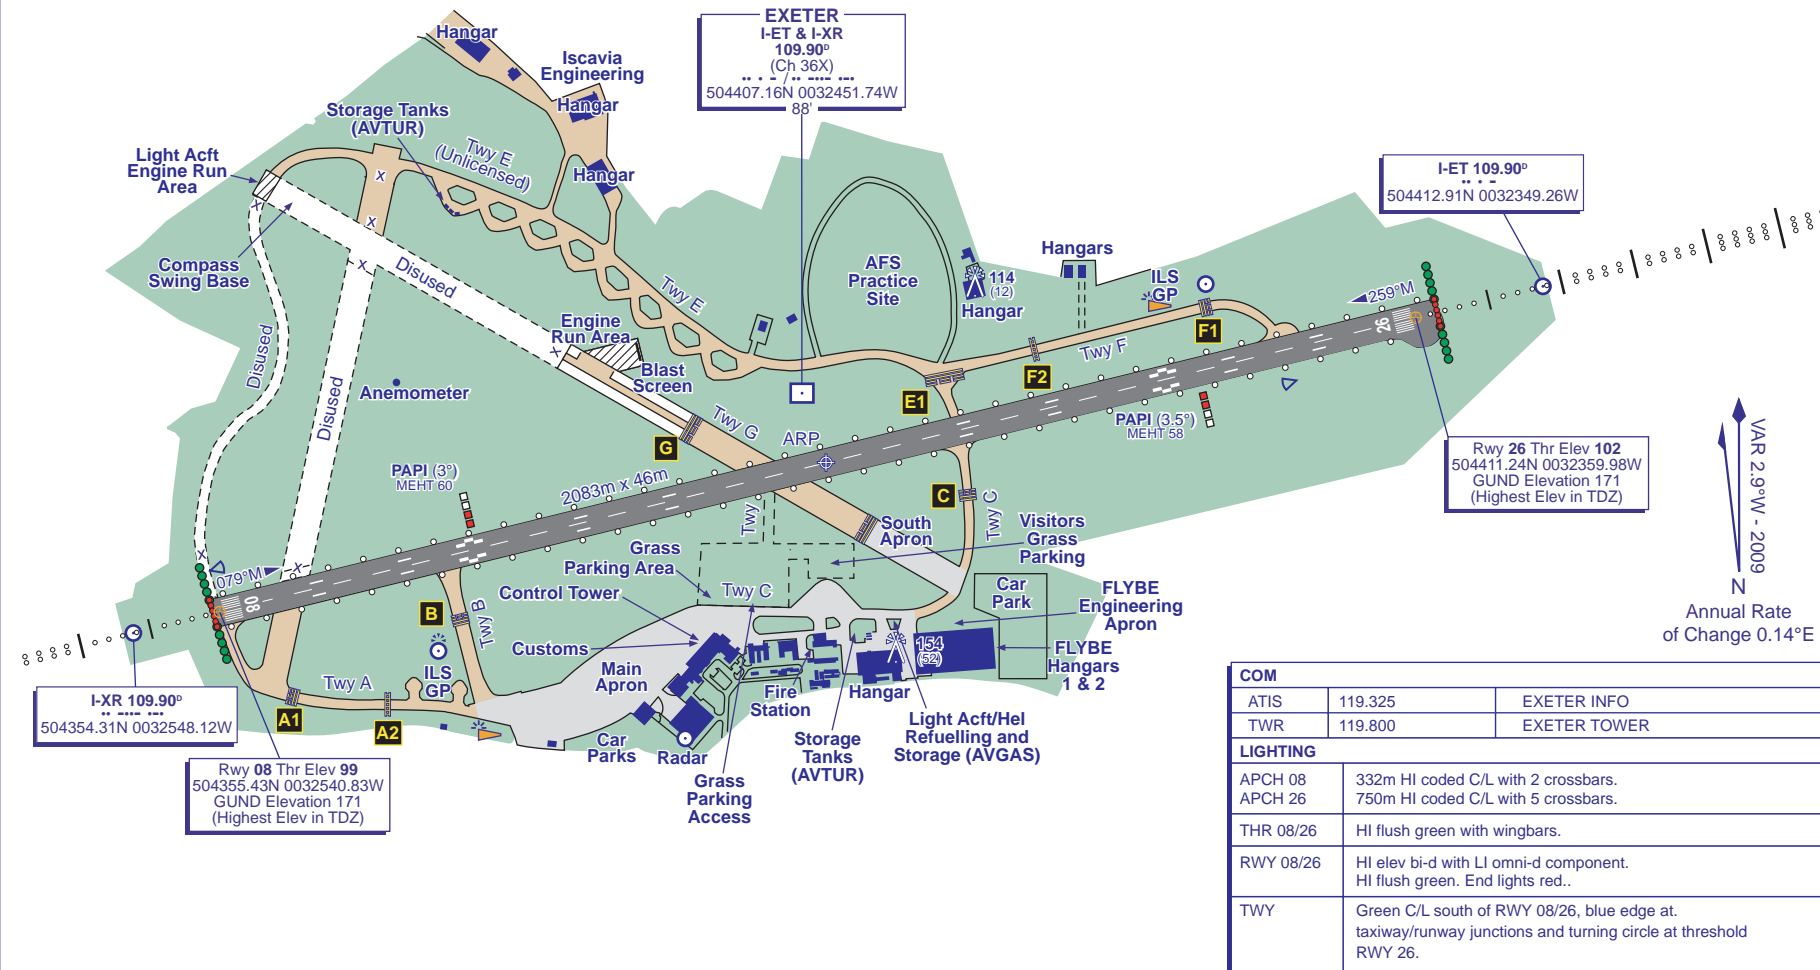 EXETER
I-ET & I-XR
109.90ᴰ
(Ch 36X)
504407.16N 0032451.74W
88'
Hangar
Iscavia
Engineering
Hangar
Storage Tanks
(AVTUR)
Twy E
(Unlicensed)
Hangar
Light Acft
Engine Run
Area
I-ET 109.90ᴰ
504412.91N 0032349.26W
x
x
x
x
x
x
-x-
Compass
Swing Base
Disused
Disused
Disused
Twy E
AFS
Practice
Site
114
(12)
Hangar
Hangars
ILS
GP
F1
259°M
26
Engine
Run Area
Blast
Screen
Anemometer
Twy F
F2
E1
PAPI (3.5°)
MEHT 58
Twy G
G
ARP
PAPI (3°)
MEHT 60
2083m x 46m
Rwy 26 Thr Elev 102
504411.24N 0032359.98W
GUND Elevation 171
(Highest Elev in TDZ)
VAR 2.9°W - 2009
N
Annual Rate
of Change 0.14°E
C
Twy C
Twy
South
Apron
Visitors
Grass
Parking
Grass
Parking Area
079°M
08
Control Tower
Twy C
Car
Park
FLYBE
Engineering
Apron
B
Twy B
Customs
Main
Apron
154
(52)
FLYBE
Hangars
1 & 2
ILS
GP
Twy A
A1
A2
I-XR 109.90ᴰ
504354.31N 0032548.12W
Rwy 08 Thr Elev 99
504355.43N 0032540.83W
GUND Elevation 171
(Highest Elev in TDZ)
Car
Parks
Radar
Fire
Station
Hangar
Grass
Parking
Access
Storage
Tanks
(AVTUR)
Light Acft/Hel
Refuelling and
Storage (AVGAS)
COM
ATIS 119.325 EXETER INFO
TWR 119.800 EXETER TOWER
LIGHTING
APCH 08 332m HI coded C/L with 2 crossbars.
APCH 26 750m HI coded C/L with 5 crossbars.
THR 08/26 HI flush green with wingbars.
RWY 08/26 HI elev bi-d with LI omni-d component.
HI flush green. End lights red..
TWY Green C/L south of RWY 08/26, blue edge at.
taxiway/runway junctions and turning circle at threshold
RWY 26.